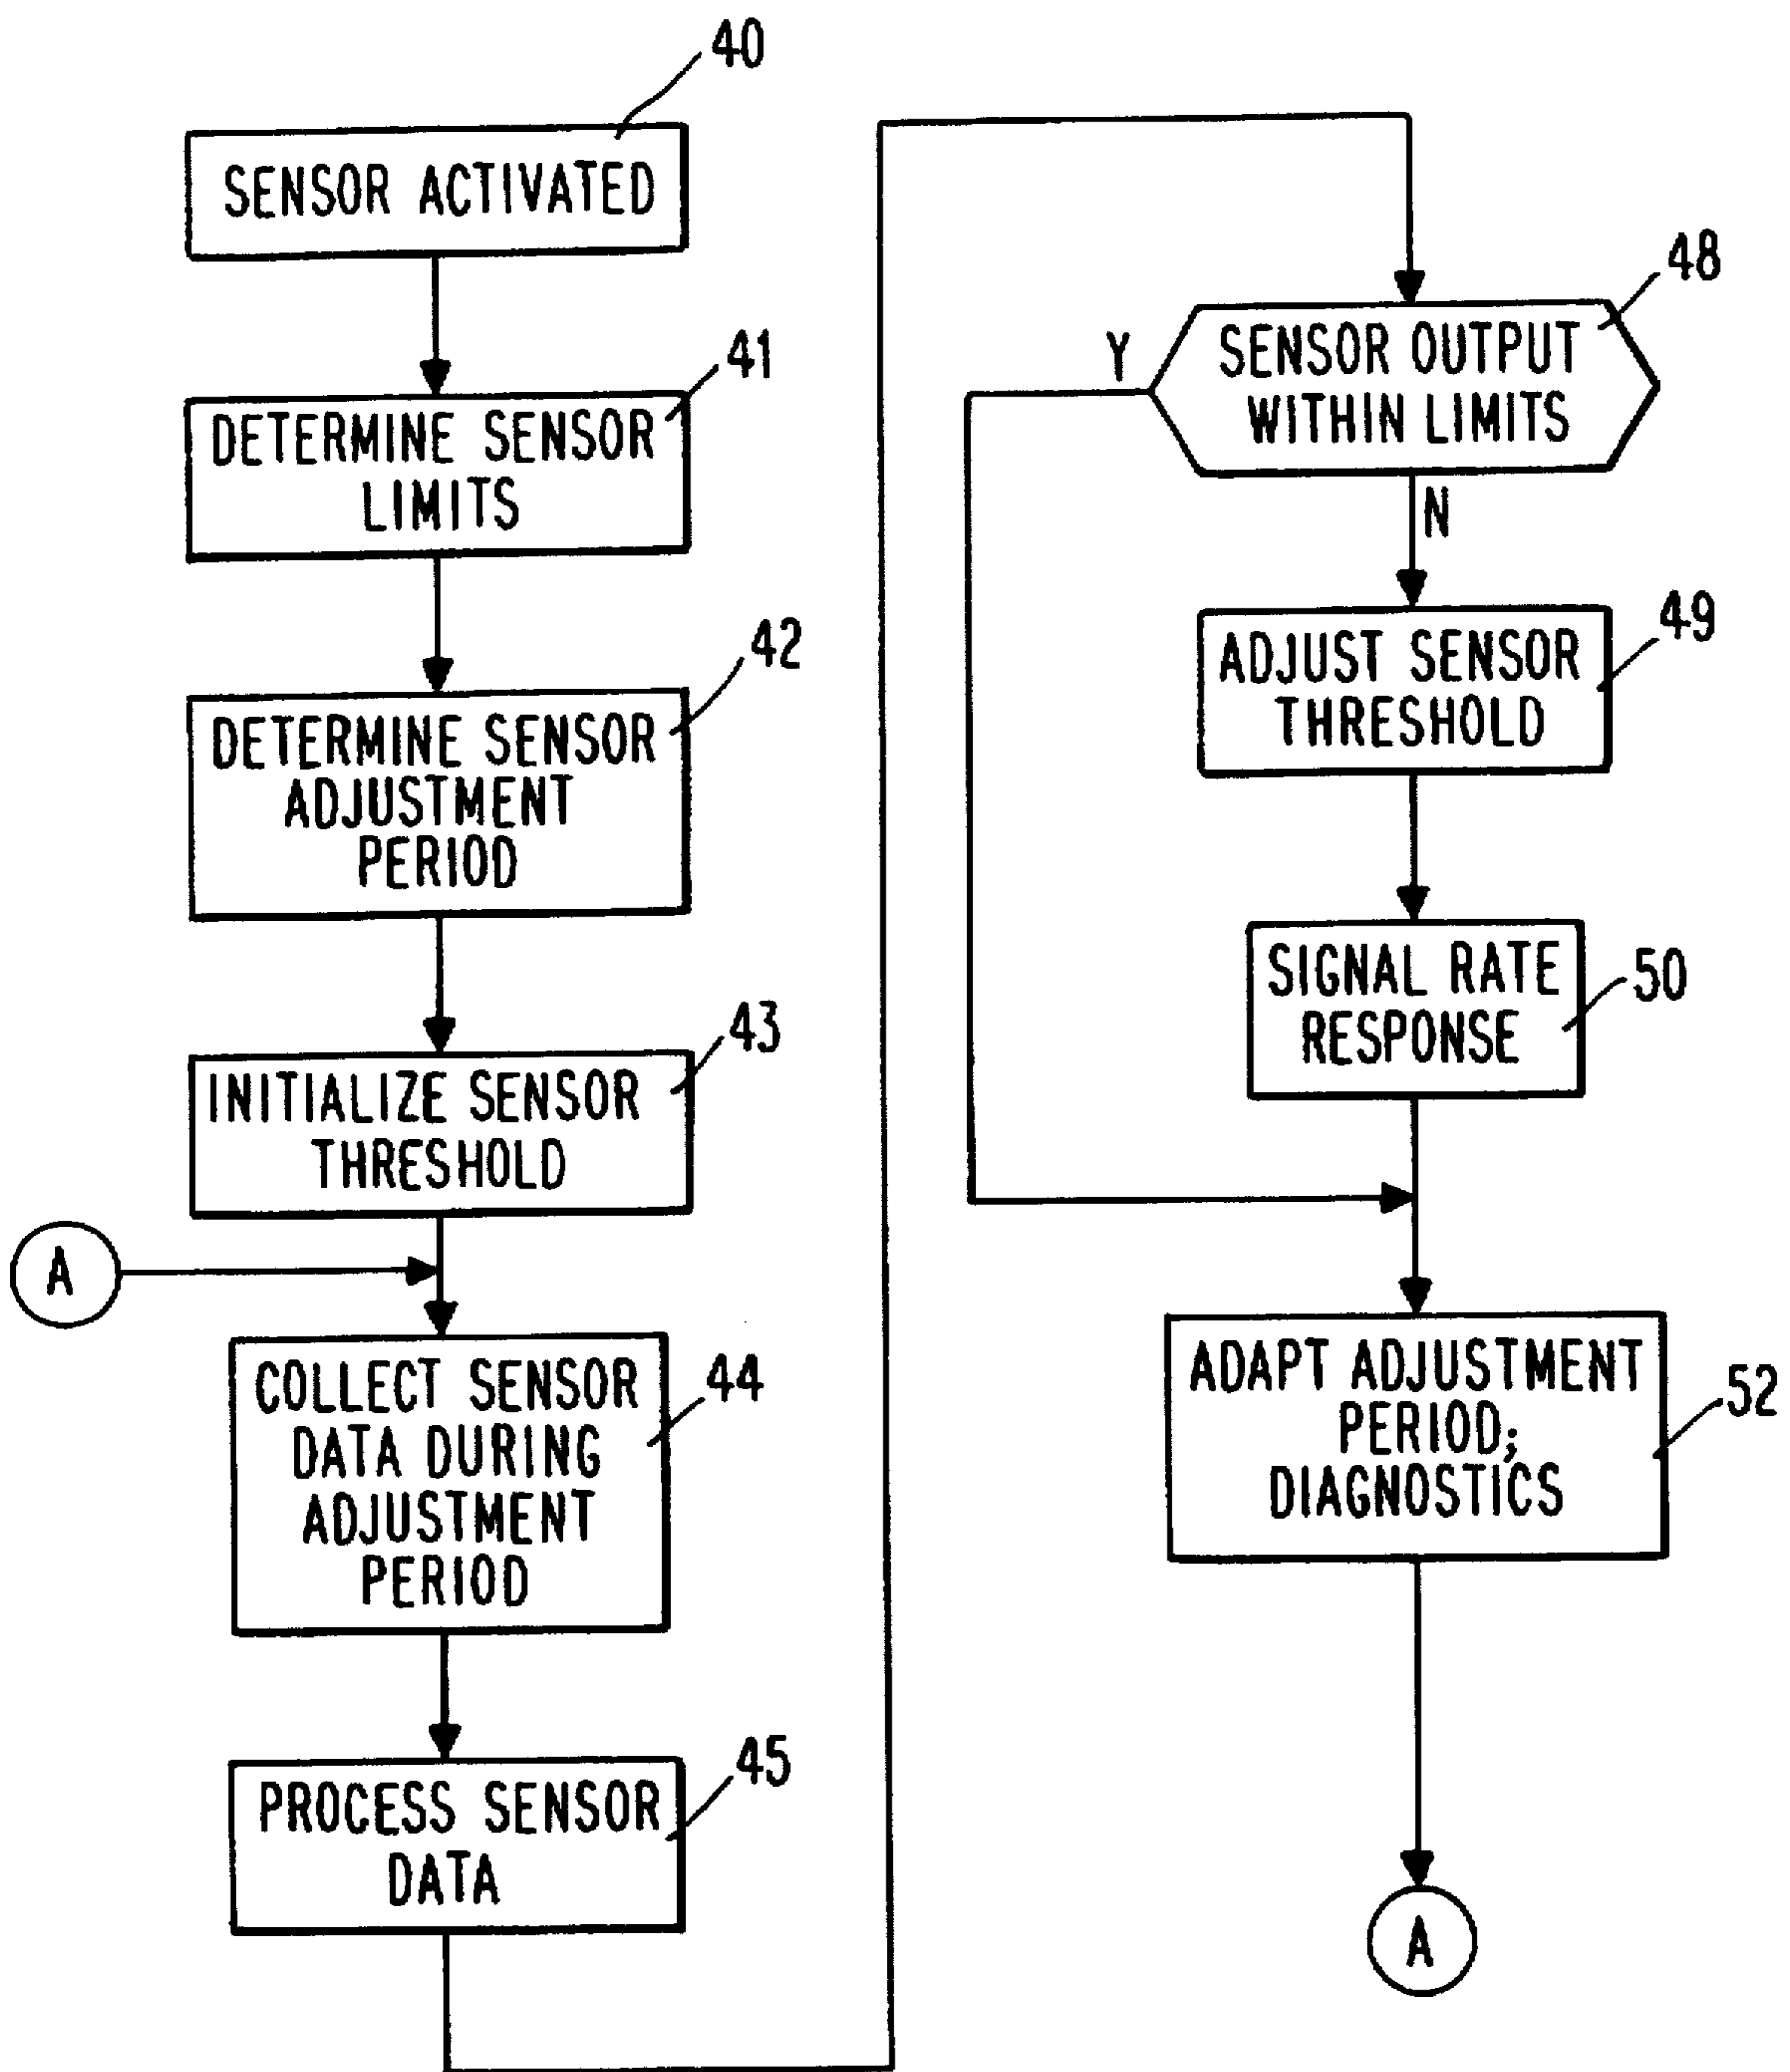 40
SENSOR ACTIVATED
41
DETERMINE SENSOR
LIMITS
42
DETERMINE SENSOR
ADJUSTMENT
PERIOD
43
INITIALIZE SENSOR
THRESHOLD
A
44
COLLECT SENSOR
DATA DURING
ADJUSTMENT
PERIOD
45
PROCESS SENSOR
DATA
48
Y
SENSOR OUTPUT
WITHIN LIMITS
N
49
ADJUST SENSOR
THRESHOLD
50
SIGNAL RATE
RESPONSE
52
ADAPT ADJUSTMENT
PERIOD;
DIAGNOSTICS
A